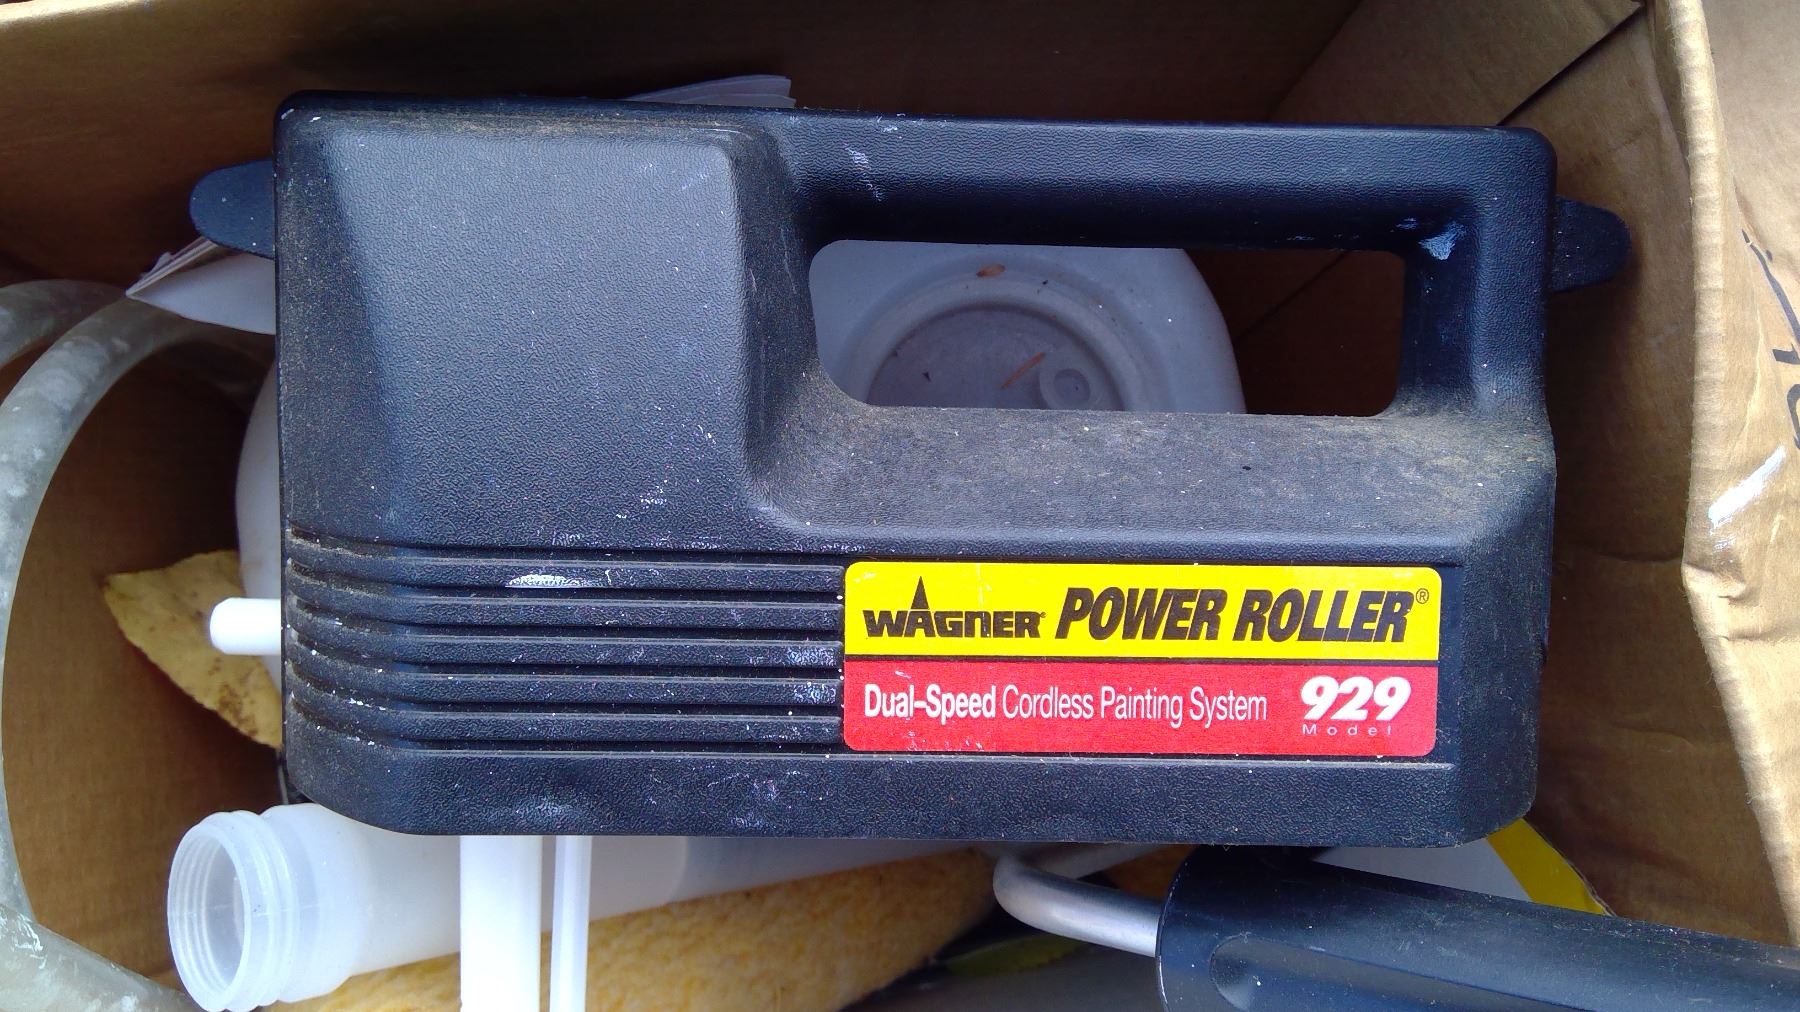 WAGNER® POWER ROLLER®
Dual-Speed Cordless Painting System 929
Model